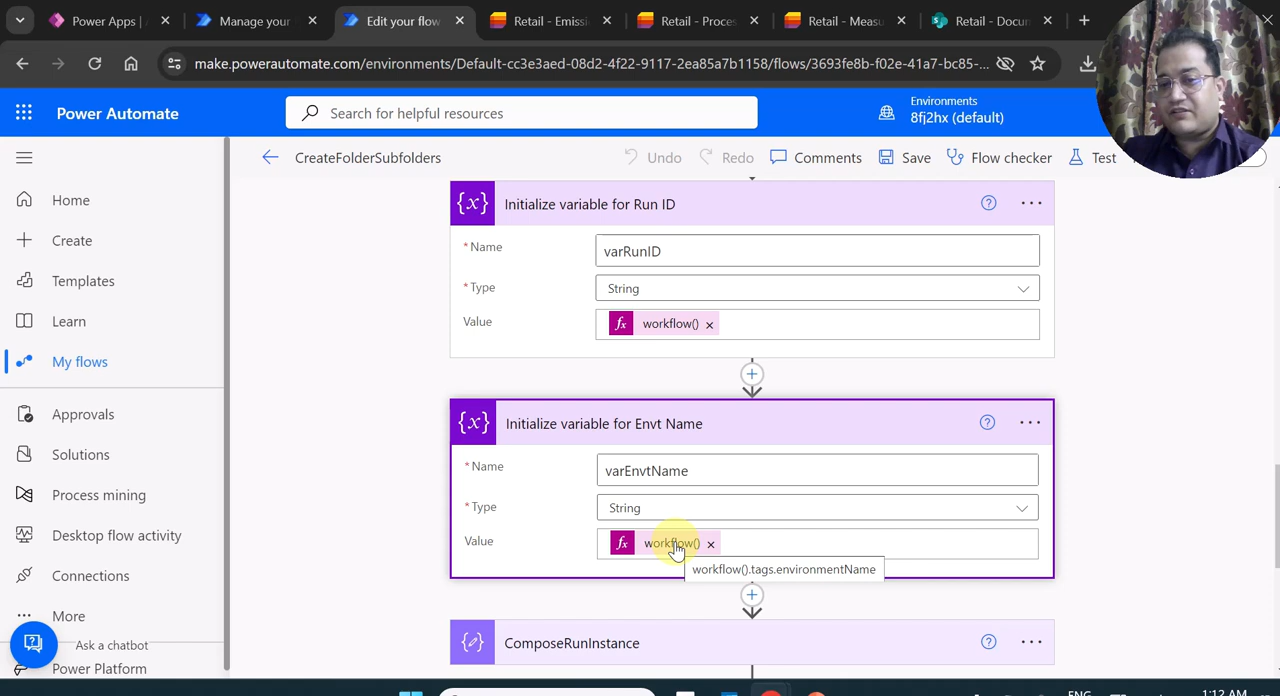 Power Apps |
Manage your
Edit your flow
Retail - Emissi
Retail - Proces
Retail - Measu
Retail - Docum
make.powerautomate.com/environments/Default-cc3e3aed-08d2-4f22-9117-2ea85a7b1158/flows/3693fe8b-f02e-41a7-bc85-...
Power Automate
Search for helpful resources
Environments
8fj2hx (default)
CreateFolderSubfolders
Undo
Redo
Comments
Save
Flow checker
Test
Home
Create
Templates
Learn
My flows
Approvals
Solutions
Process mining
Desktop flow activity
Connections
More
Ask a chatbot
Power Platform
{x} Initialize variable for Run ID
* Name
varRunID
* Type
String
Value
fx workflow()
{x} Initialize variable for Envt Name
* Name
varEnvtName
* Type
String
Value
fx workflow()
workflow().tags.environmentName
ComposeRunInstance
ENG
1:12 AM